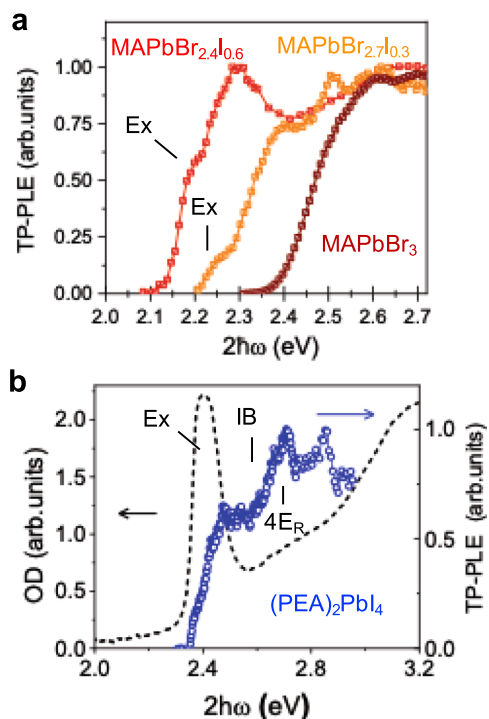 a
MAPbBr2.4I0.6 MAPbBr2.7I0.3
1.00
0.75
0.50
0.25
0.00
TP-PLE (arb.units)
Ex
Ex
MAPbBr3
2.0 2.1 2.2 2.3 2.4 2.5 2.6 2.7
2ħω (eV)
b
2.0
1.5
1.0
0.5
0.0
OD (arb.units)
Ex
IB
4ER
(PEA)2PbI4
1.0
0.5
0.0
TP-PLE (arb.units)
2.0 2.4 2.8 3.2
2hω (eV)